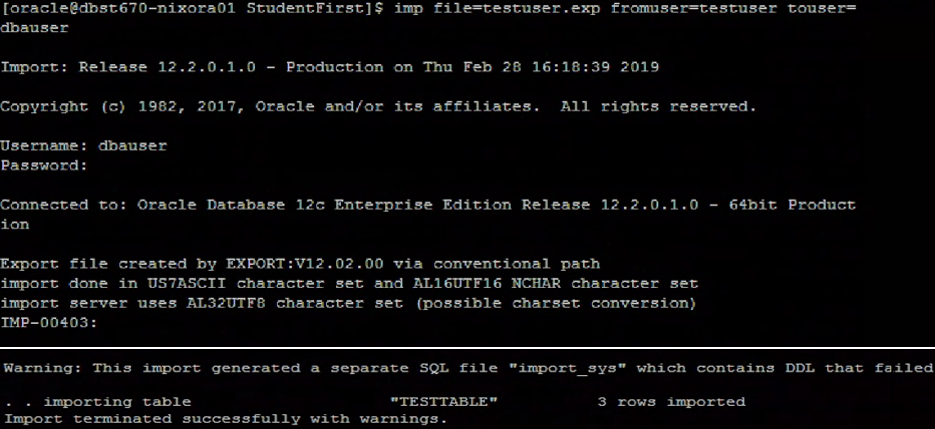 [oracle@dbst670-nixora01 StudentFirst]$ imp file=testuser.exp fromuser=testuser touser=
dbauser
Import: Release 12.2.0.1.0 - Production on Thu Feb 28 16:18:39 2019
Copyright (c) 1982, 2017, Oracle and/or its affiliates.  All rights reserved.
Username: dbauser
Password:
Connected to: Oracle Database 12c Enterprise Edition Release 12.2.0.1.0 - 64bit Product
ion
Export file created by EXPORT:V12.02.00 via conventional path
import done in US7ASCII character set and AL16UTF16 NCHAR character set
import server uses AL32UTF8 character set (possible charset conversion)
IMP-00403:
Warning: This import generated a separate SQL file "import_sys" which contains DDL that failed
. . importing table                    "TESTTABLE"          3 rows imported
Import terminated successfully with warnings.